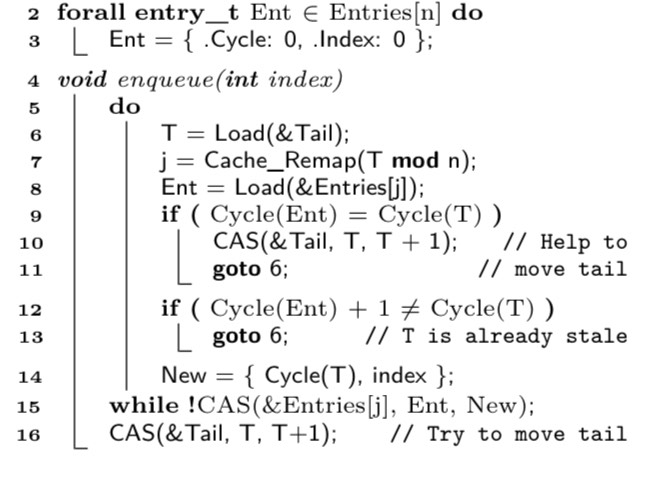 2 forall entry_t Ent ∈ Entries[n] do
3 Ent = { .Cycle: 0, .Index: 0 };
4 void enqueue(int index)
5 do
6 T = Load(&Tail);
7 j = Cache_Remap(T mod n);
8 Ent = Load(&Entries[j]);
9 if ( Cycle(Ent) = Cycle(T) )
10 CAS(&Tail, T, T + 1); // Help to
11 goto 6; // move tail
12 if ( Cycle(Ent) + 1 ≠ Cycle(T) )
13 goto 6; // T is already stale
14 New = { Cycle(T), index };
15 while !CAS(&Entries[j], Ent, New);
16 CAS(&Tail, T, T+1); // Try to move tail